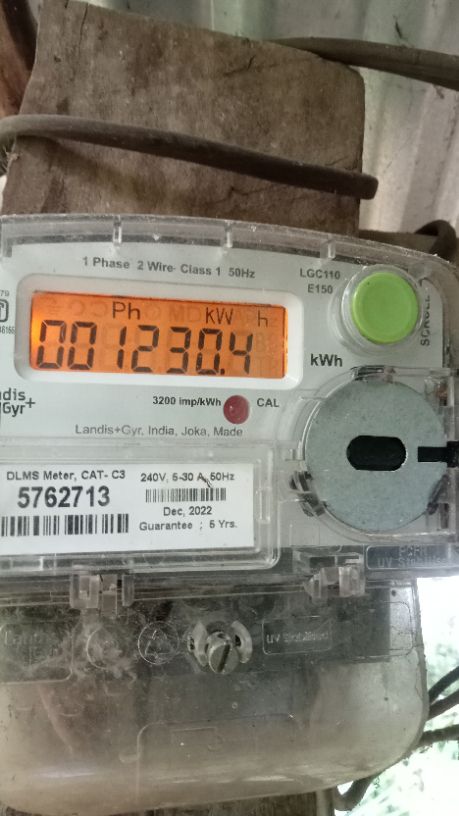 1 Phase 2 Wire- Class 1 50Hz
LGC110
E150
SCROLL
Ph kW h
001230.4
kWh
3200 imp/kWh CAL
Gyr+
Landis+Gyr, India, Joka, Made
DLMS Meter, CAT- C3
5762713
240V, 5-30 A, 50Hz
Dec, 2022
Guarantee : 5 Yrs.
UV Stabilised